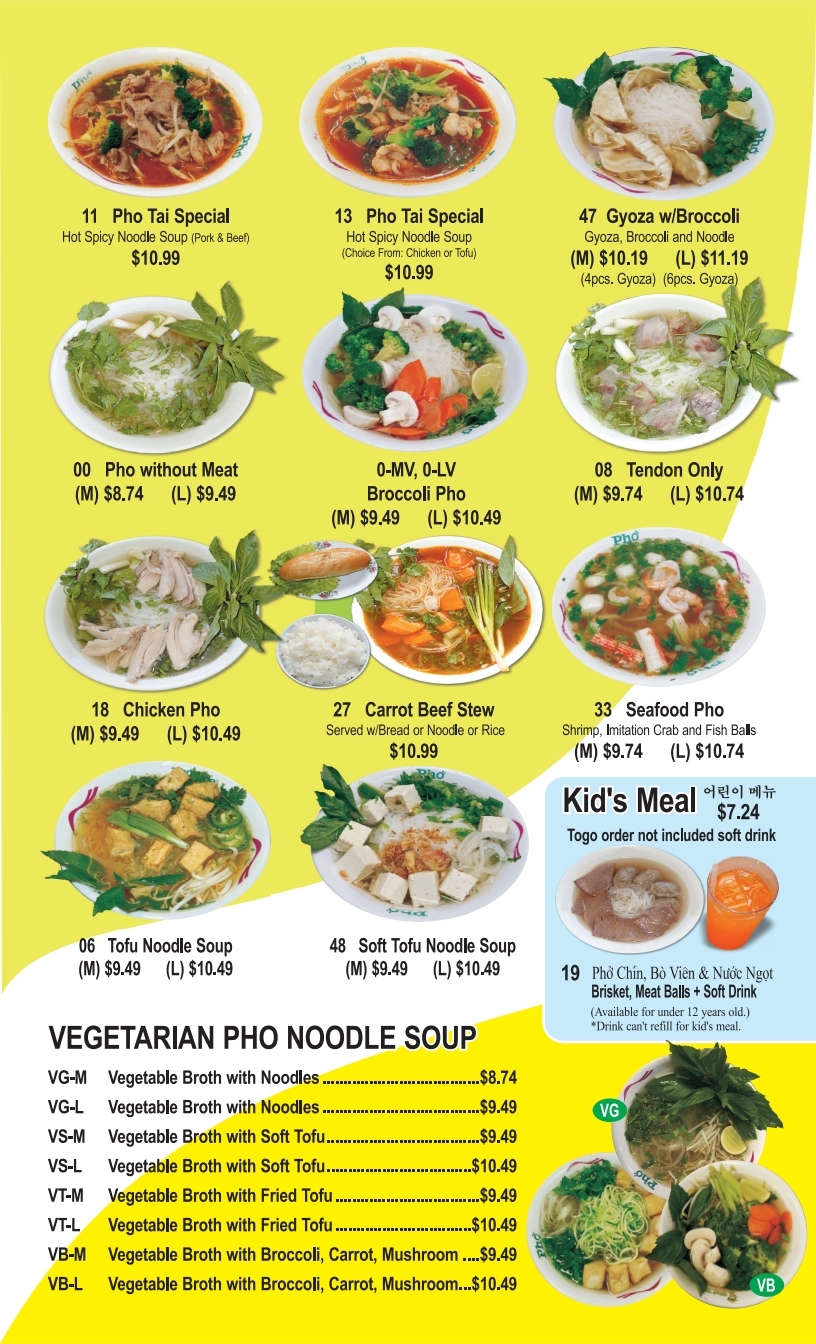 Phở
Phở
Phở
Phở
11 Pho Tai Special
Hot Spicy Noodle Soup (Pork & Beef)
$10.99
13 Pho Tai Special
Hot Spicy Noodle Soup
(Choice From: Chicken or Tofu)
$10.99
47 Gyoza w/Broccoli
Gyoza, Broccoli and Noodle
(M) $10.19 (L) $11.19
(4pcs. Gyoza) (6pcs. Gyoza)
00 Pho without Meat
(M) $8.74 (L) $9.49
0-MV, 0-LV
Broccoli Pho
(M) $9.49 (L) $10.49
08 Tendon Only
(M) $9.74 (L) $10.74
Phở
Phở
18 Chicken Pho
(M) $9.49 (L) $10.49
27 Carrot Beef Stew
Served w/Bread or Noodle or Rice
$10.99
33 Seafood Pho
Shrimp, Imitation Crab and Fish Balls
(M) $9.74 (L) $10.74
Phở
Phở
06 Tofu Noodle Soup
(M) $9.49 (L) $10.49
48 Soft Tofu Noodle Soup
(M) $9.49 (L) $10.49
Kid's Meal 어린이 메뉴
$7.24
Togo order not included soft drink
19 Phở Chín, Bò Viên & Nước Ngọt
Brisket, Meat Balls + Soft Drink
(Available for under 12 years old.)
*Drink can't refill for kid's meal.
VEGETARIAN PHO NOODLE SOUP
VG-M Vegetable Broth with Noodles ....................................$8.74
VG-L Vegetable Broth with Noodles ....................................$9.49
VS-M Vegetable Broth with Soft Tofu...................................$9.49
VS-L Vegetable Broth with Soft Tofu.................................$10.49
VT-M Vegetable Broth with Fried Tofu .................................$9.49
VT-L Vegetable Broth with Fried Tofu ...............................$10.49
VB-M Vegetable Broth with Broccoli, Carrot, Mushroom ....$9.49
VB-L Vegetable Broth with Broccoli, Carrot, Mushroom...$10.49
VG
Phở
Phở
VB